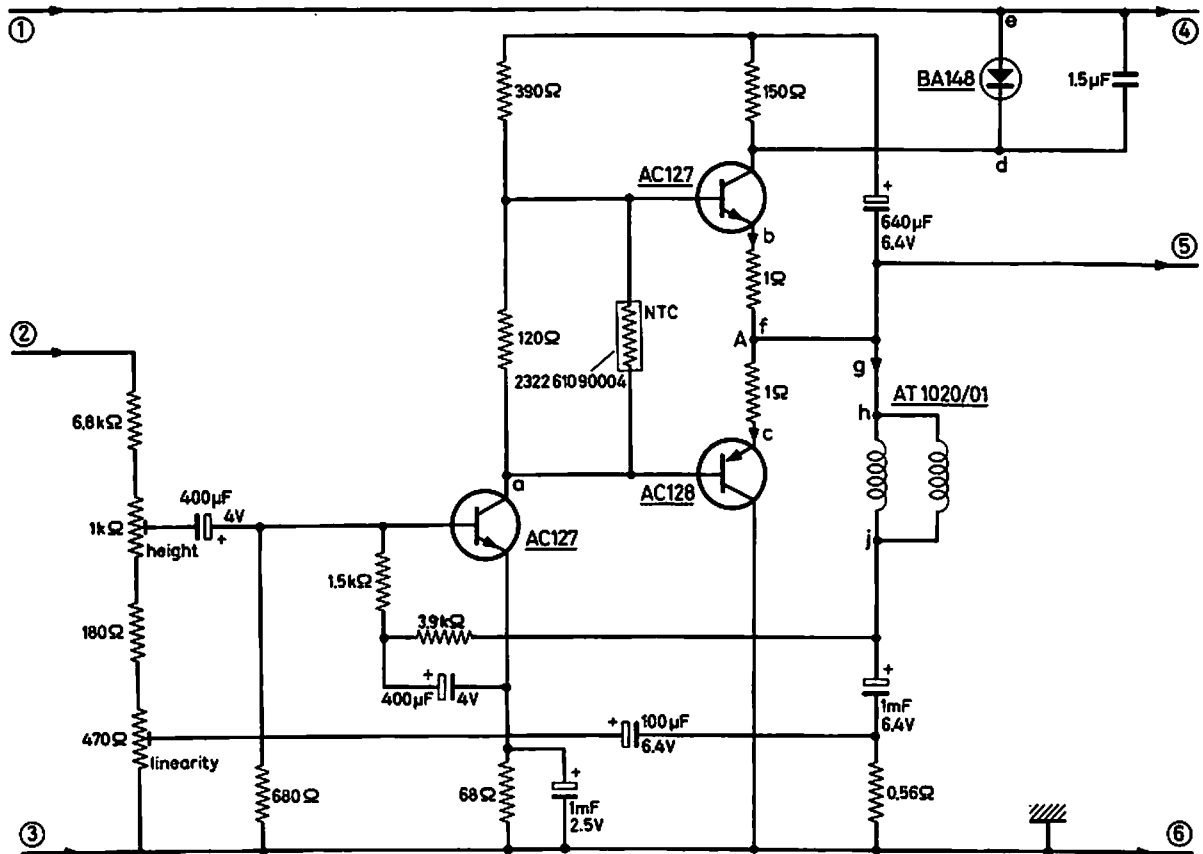 1
e
4
390Ω
150Ω
BA148
1.5µF
d
AC127
b
+
640µF
6.4V
5
1Ω
NTC
A
f
2
120Ω
2322 61090004
g
1Ω
AT 1020/01
h
c
6.8kΩ
a
AC128
400µF
4V
+
1kΩ
height
AC127
j
1.5kΩ
3.9kΩ
180Ω
+
400µF
4V
+
1mF
6.4V
+
100µF
6.4V
470Ω
linearity
680Ω
68Ω
+
1mF
2.5V
0.56Ω
3
6